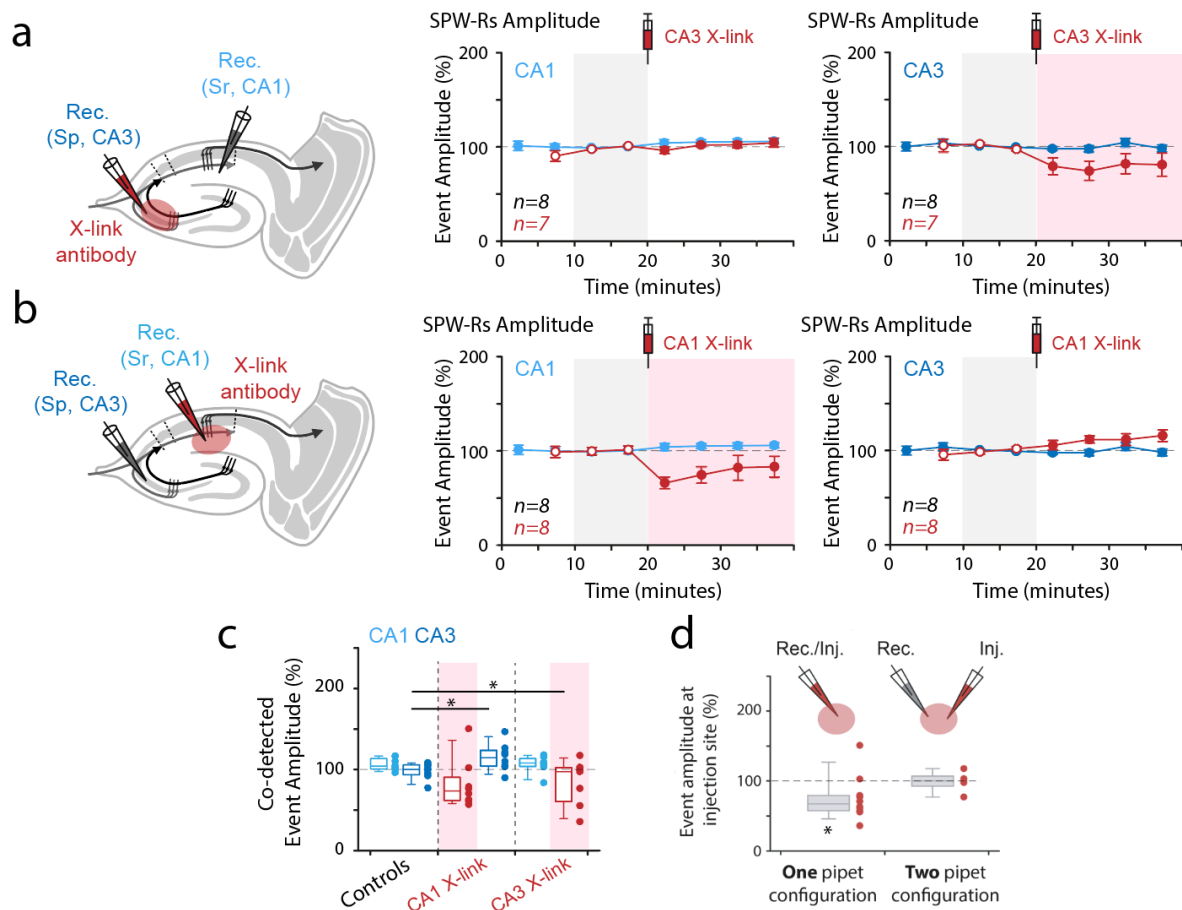 a
Rec.
(Sr, CA1)
Rec.
(Sp, CA3)
X-link
antibody
SPW-Rs Amplitude
CA3 X-link
Event Amplitude (%)
200
100
0
CA1
n=8
n=7
0 10 20 30
Time (minutes)
SPW-Rs Amplitude
CA3 X-link
Event Amplitude (%)
200
100
0
CA3
n=8
n=7
0 10 20 30
Time (minutes)
b
Rec.
(Sr, CA1)
X-link
antibody
Rec.
(Sp, CA3)
SPW-Rs Amplitude
CA1 X-link
Event Amplitude (%)
200
100
0
CA1
n=8
n=8
0 10 20 30
Time (minutes)
SPW-Rs Amplitude
CA1 X-link
Event Amplitude (%)
200
100
0
CA3
n=8
n=8
0 10 20 30
Time (minutes)
c
CA1 CA3
Co-detected
Event Amplitude (%)
200
100
0
*
*
Controls
CA1 X-link
CA3 X-link
d
Rec./Inj.
Rec.
Inj.
Event amplitude at
injection site (%)
200
100
0
*
One pipet
configuration
Two pipet
configuration